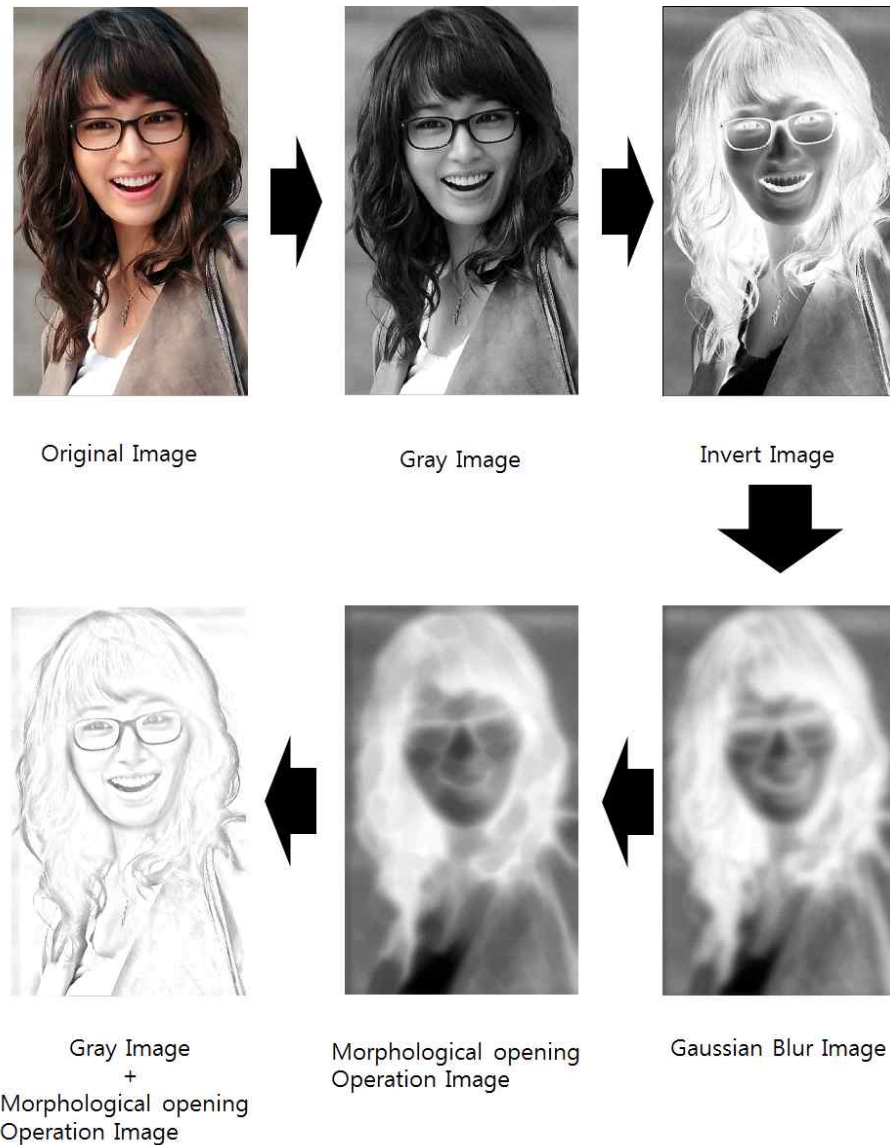 Original Image
Gray Image
Invert Image
Gray Image
+
Morphological opening
Operation Image
Morphological opening
Operation Image
Gaussian Blur Image